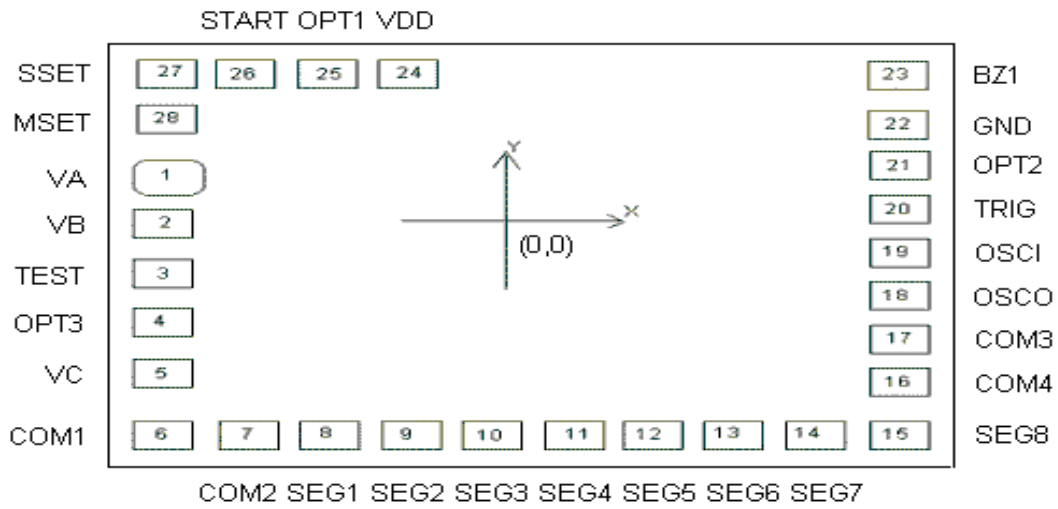 START OPT1 VDD
SSET 27 26 25 24 23 BZ1
MSET 28 22 GND
VA 1 Y 21 OPT2
VB 2 X 20 TRIG
(0,0)
TEST 3 19 OSCI
OPT3 4 18 OSCO
VC 5 17 COM3
16 COM4
COM1 6 7 8 9 10 11 12 13 14 15 SEG8
COM2 SEG1 SEG2 SEG3 SEG4 SEG5 SEG6 SEG7